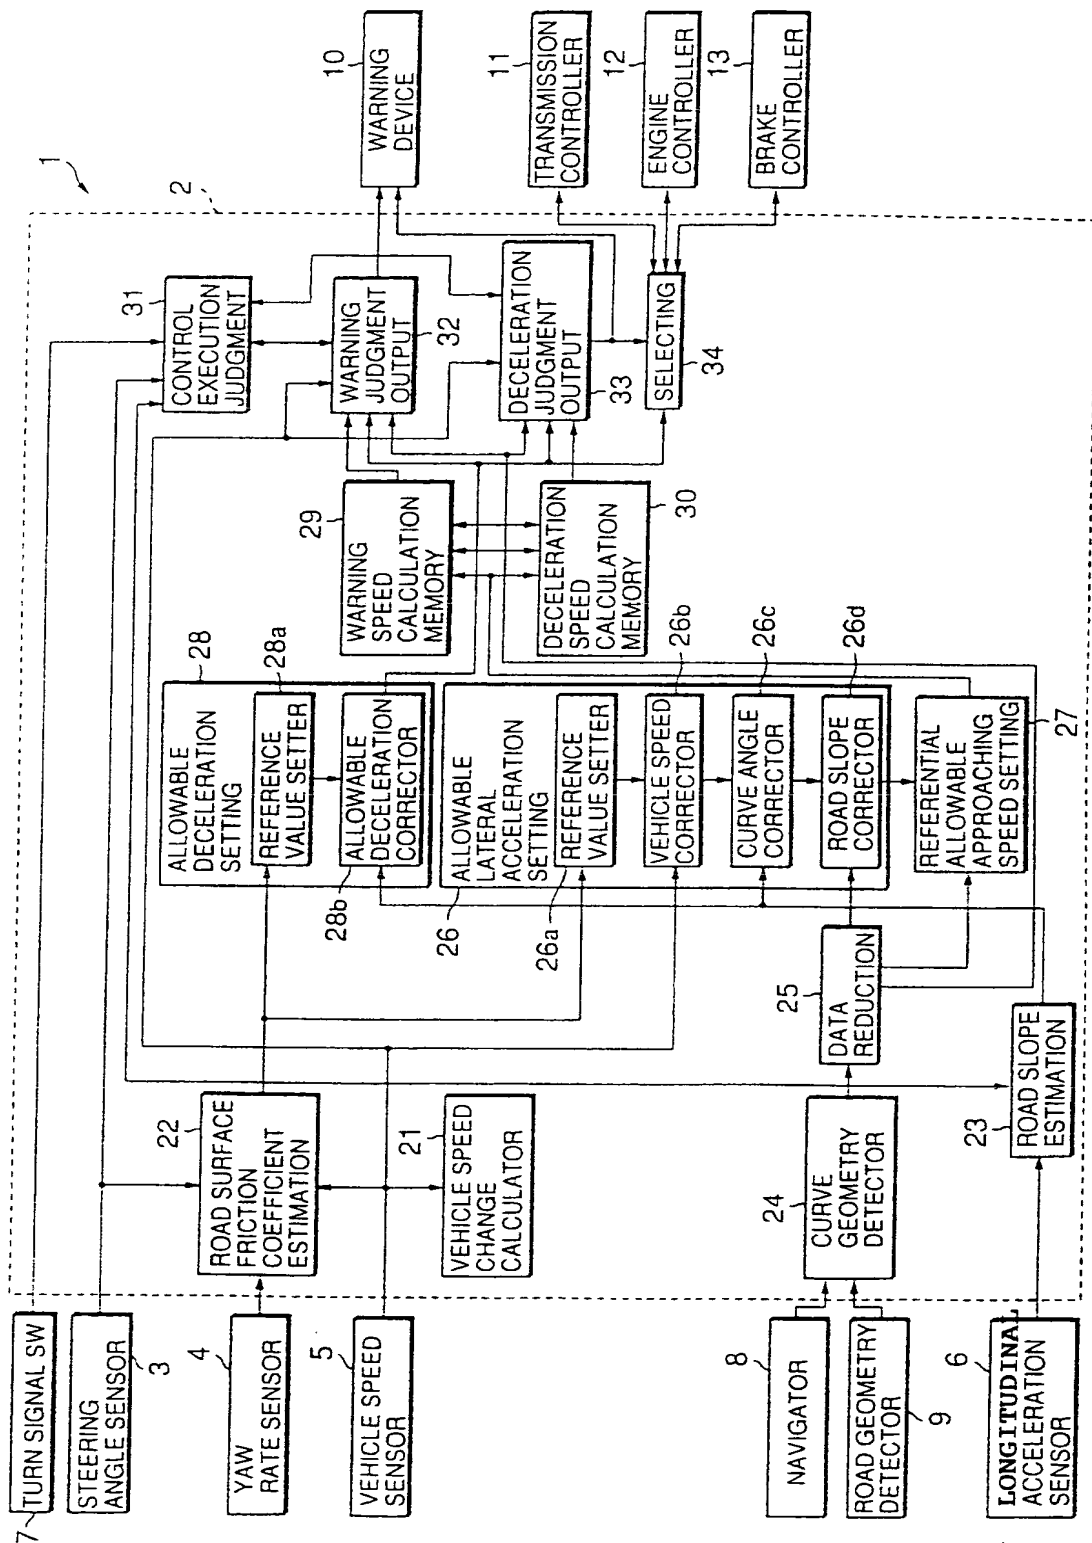 1
2
7
TURN SIGNAL SW
STEERING
ANGLE SENSOR
3
YAW
RATE SENSOR
4
VEHICLE SPEED
SENSOR
5
NAVIGATOR
8
ROAD GEOMETRY
DETECTOR
9
LONGITUDINAL
ACCELERATION
SENSOR
6
ROAD SURFACE
FRICTION
COEFFICIENT
ESTIMATION
22
VEHICLE SPEED
CHANGE
CALCULATOR
21
CURVE
GEOMETRY
DETECTOR
24
ROAD SLOPE
ESTIMATION
23
DATA
REDUCTION
25
ALLOWABLE
DECELERATION
SETTING
28
REFERENCE
VALUE SETTER
28a
ALLOWABLE
DECELERATION
CORRECTOR
28b
ALLOWABLE
LATERAL
ACCELERATION
SETTING
26
REFERENCE
VALUE SETTER
26a
VEHICLE SPEED
CORRECTOR
26b
CURVE ANGLE
CORRECTOR
26c
ROAD SLOPE
CORRECTOR
26d
REFERENTIAL
ALLOWABLE
APPROACHING
SPEED SETTING
27
WARNING
SPEED
CALCULATION
MEMORY
29
DECELERATION
SPEED
CALCULATION
MEMORY
30
CONTROL
EXECUTION
JUDGMENT
31
WARNING
JUDGMENT
OUTPUT
32
DECELERATION
JUDGMENT
OUTPUT
33
SELECTING
34
WARNING
DEVICE
10
TRANSMISSION
CONTROLLER
11
ENGINE
CONTROLLER
12
BRAKE
CONTROLLER
13